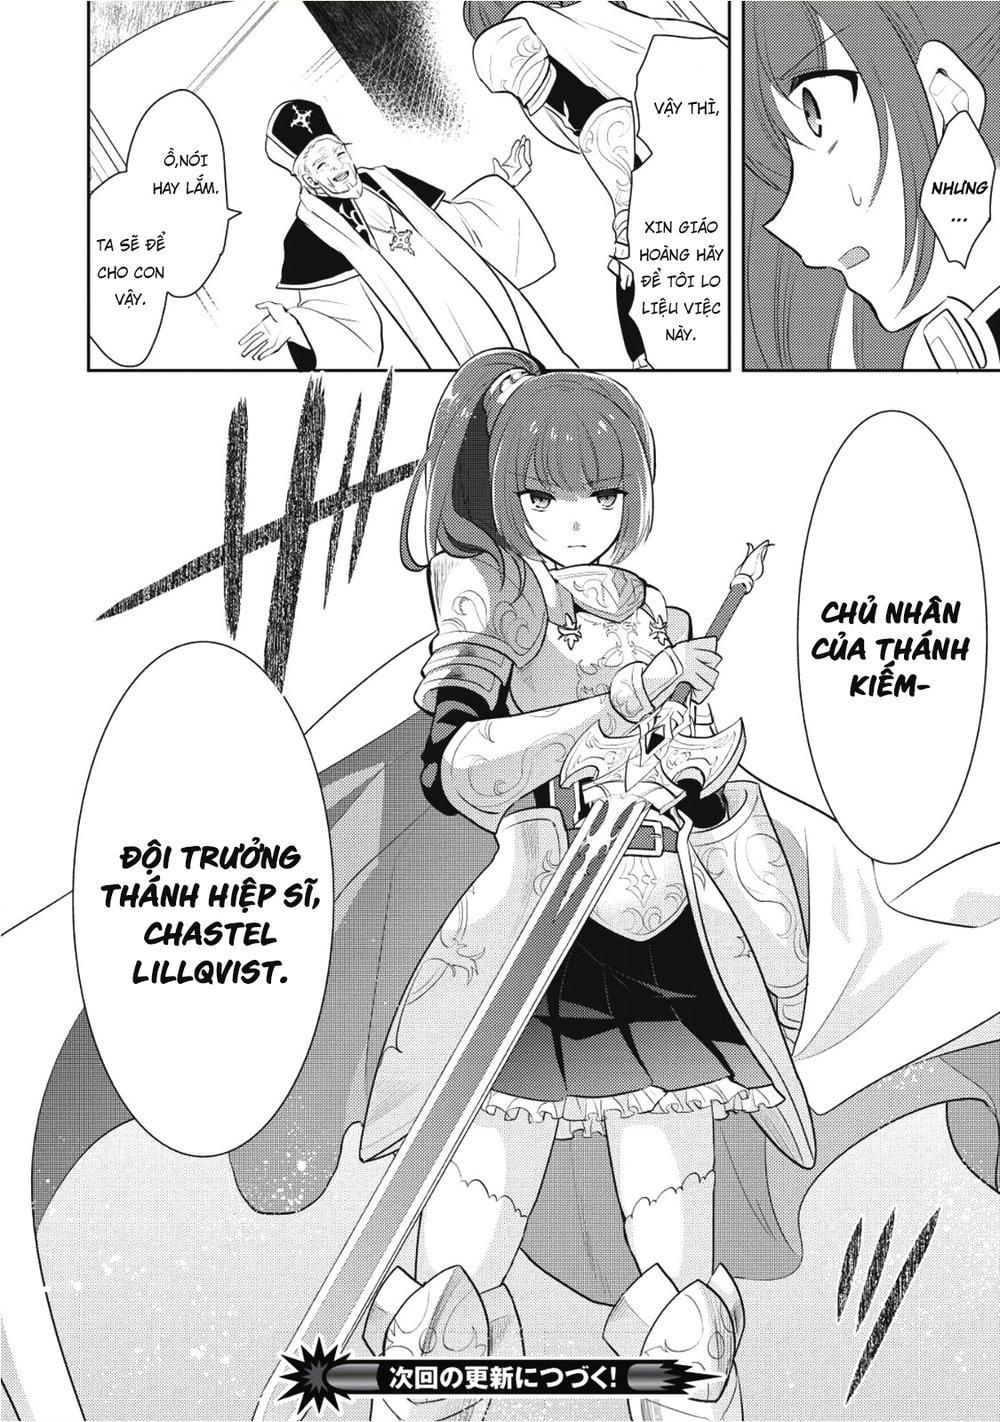 NHƯNG
...
VẬY THÌ,
XIN GIÁO
HOÀNG HÃY
ĐỂ TÔI LO
LIỆU VIỆC
NÀY.
Ồ,NÓI
HAY LẮM.
TA SẼ ĐỂ
CHO CON
VẬY.
CHỦ NHÂN
CỦA THÁNH
KIẾM-
ĐỘI TRƯỞNG
THÁNH HIỆP SĨ,
CHASTEL
LILLQVIST.
次回の更新につづく!